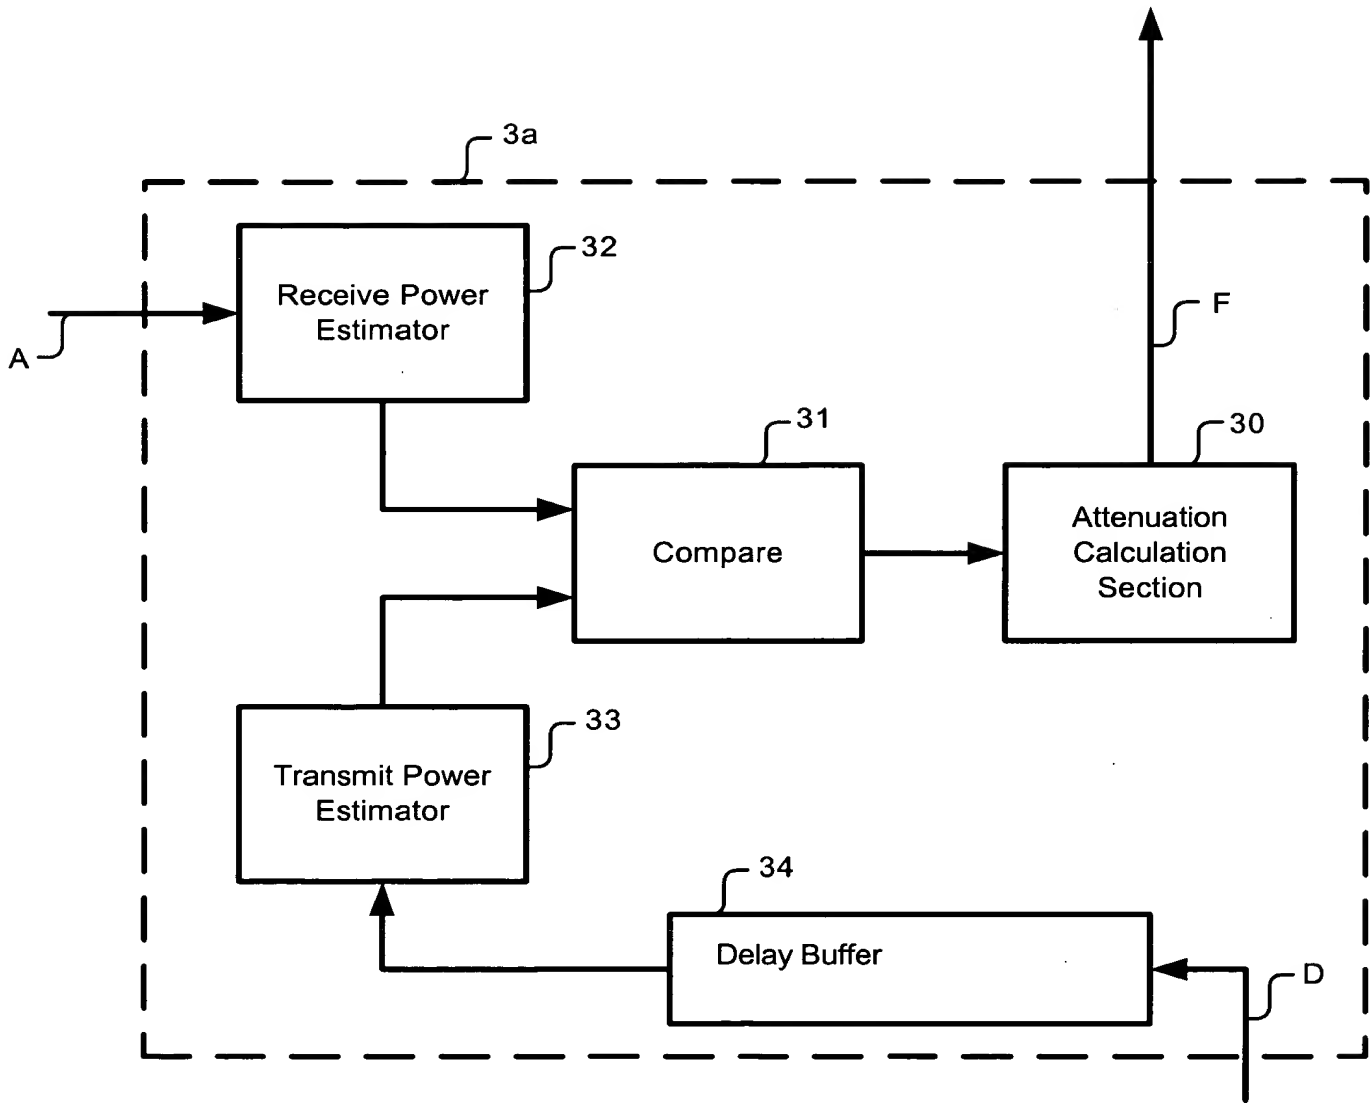 3a
32
Receive Power
Estimator
A
F
31
30
Compare
Attenuation
Calculation
Section
33
Transmit Power
Estimator
34
Delay Buffer
D